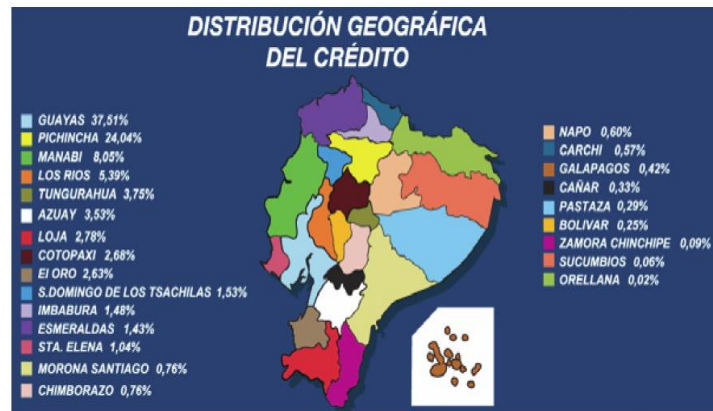 DISTRIBUCIÓN GEOGRÁFICA
DEL CRÉDITO
GUAYAS 37,51%
PICHINCHA 24,04%
MANABI 8,05%
LOS RIOS 5,39%
TUNGURAHUA 3,75%
AZUAY 3,53%
LOJA 2,78%
COTOPAXI 2,68%
El ORO 2,63%
S.DOMINGO DE LOS TSACHILAS 1,53%
IMBABURA 1,48%
ESMERALDAS 1,43%
STA. ELENA 1,04%
MORONA SANTIAGO 0,76%
CHIMBORAZO 0,76%
NAPO 0,60%
CARCHI 0,57%
GALAPAGOS 0,42%
CAÑAR 0,33%
PASTAZA 0,29%
BOLIVAR 0,25%
ZAMORA CHINCHIPE 0,09%
SUCUMBIOS 0,06%
ORELLANA 0,02%